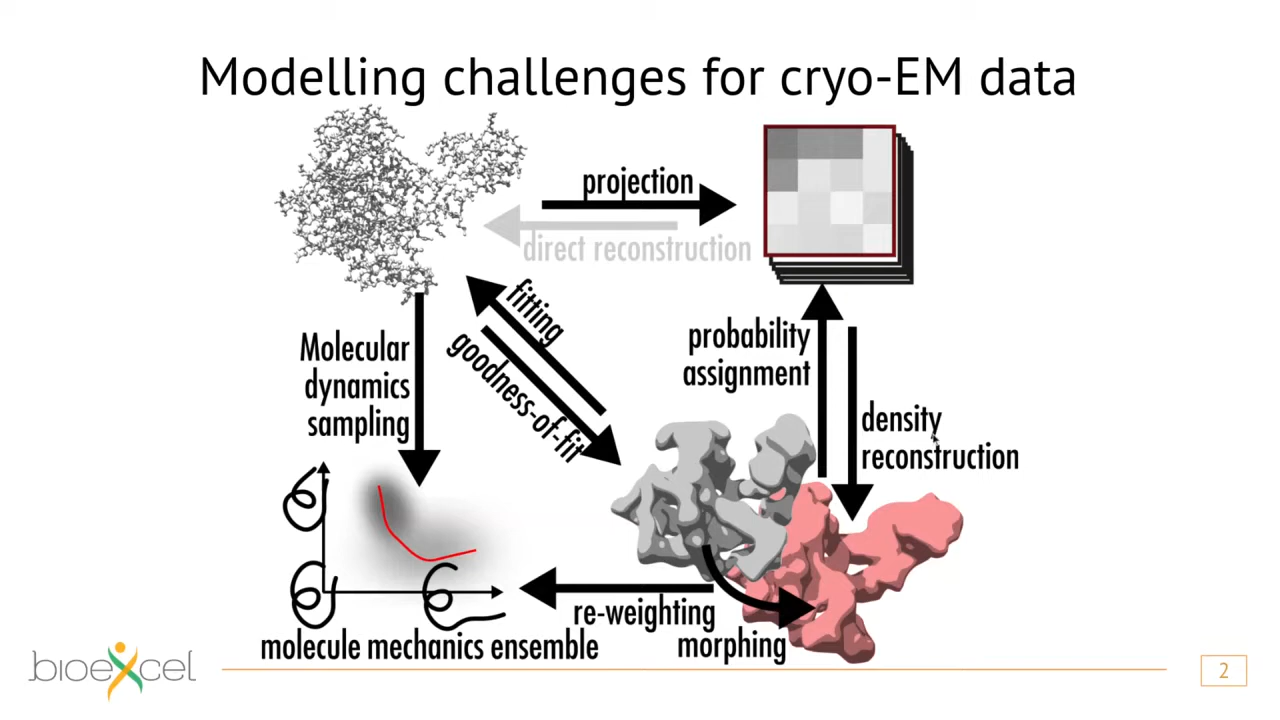 Modelling challenges for cryo-EM data
projection
direct reconstruction
fitting
goodness-of-fit
Molecular
dynamics
sampling
probability
assignment
density
reconstruction
re-weighting
morphing
molecule mechanics ensemble
bioexcel
2